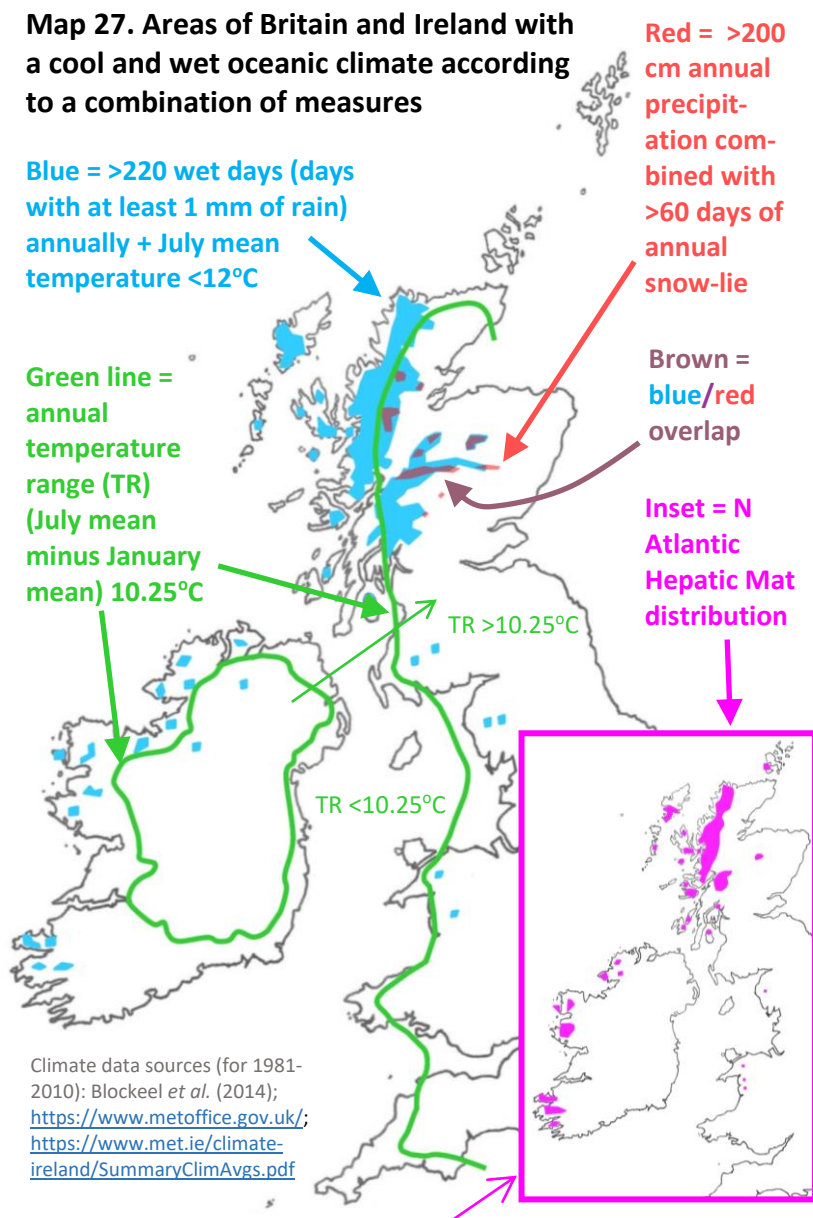 Map 27. Areas of Britain and Ireland with
a cool and wet oceanic climate according
to a combination of measures
Red = >200
cm annual
precipit-
ation com-
bined with
>60 days of
annual
snow-lie
Blue = >220 wet days (days
with at least 1 mm of rain)
annually + July mean
temperature <12°C
Brown =
blue/red
overlap
Green line =
annual
temperature
range (TR)
(July mean
minus January
mean) 10.25°C
Inset = N
Atlantic
Hepatic Mat
distribution
TR >10.25°C
TR <10.25°C
Climate data sources (for 1981-
2010): Blockeel et al. (2014);
https://www.metoffice.gov.uk/;
https://www.met.ie/climate-
ireland/SummaryClimAvgs.pdf